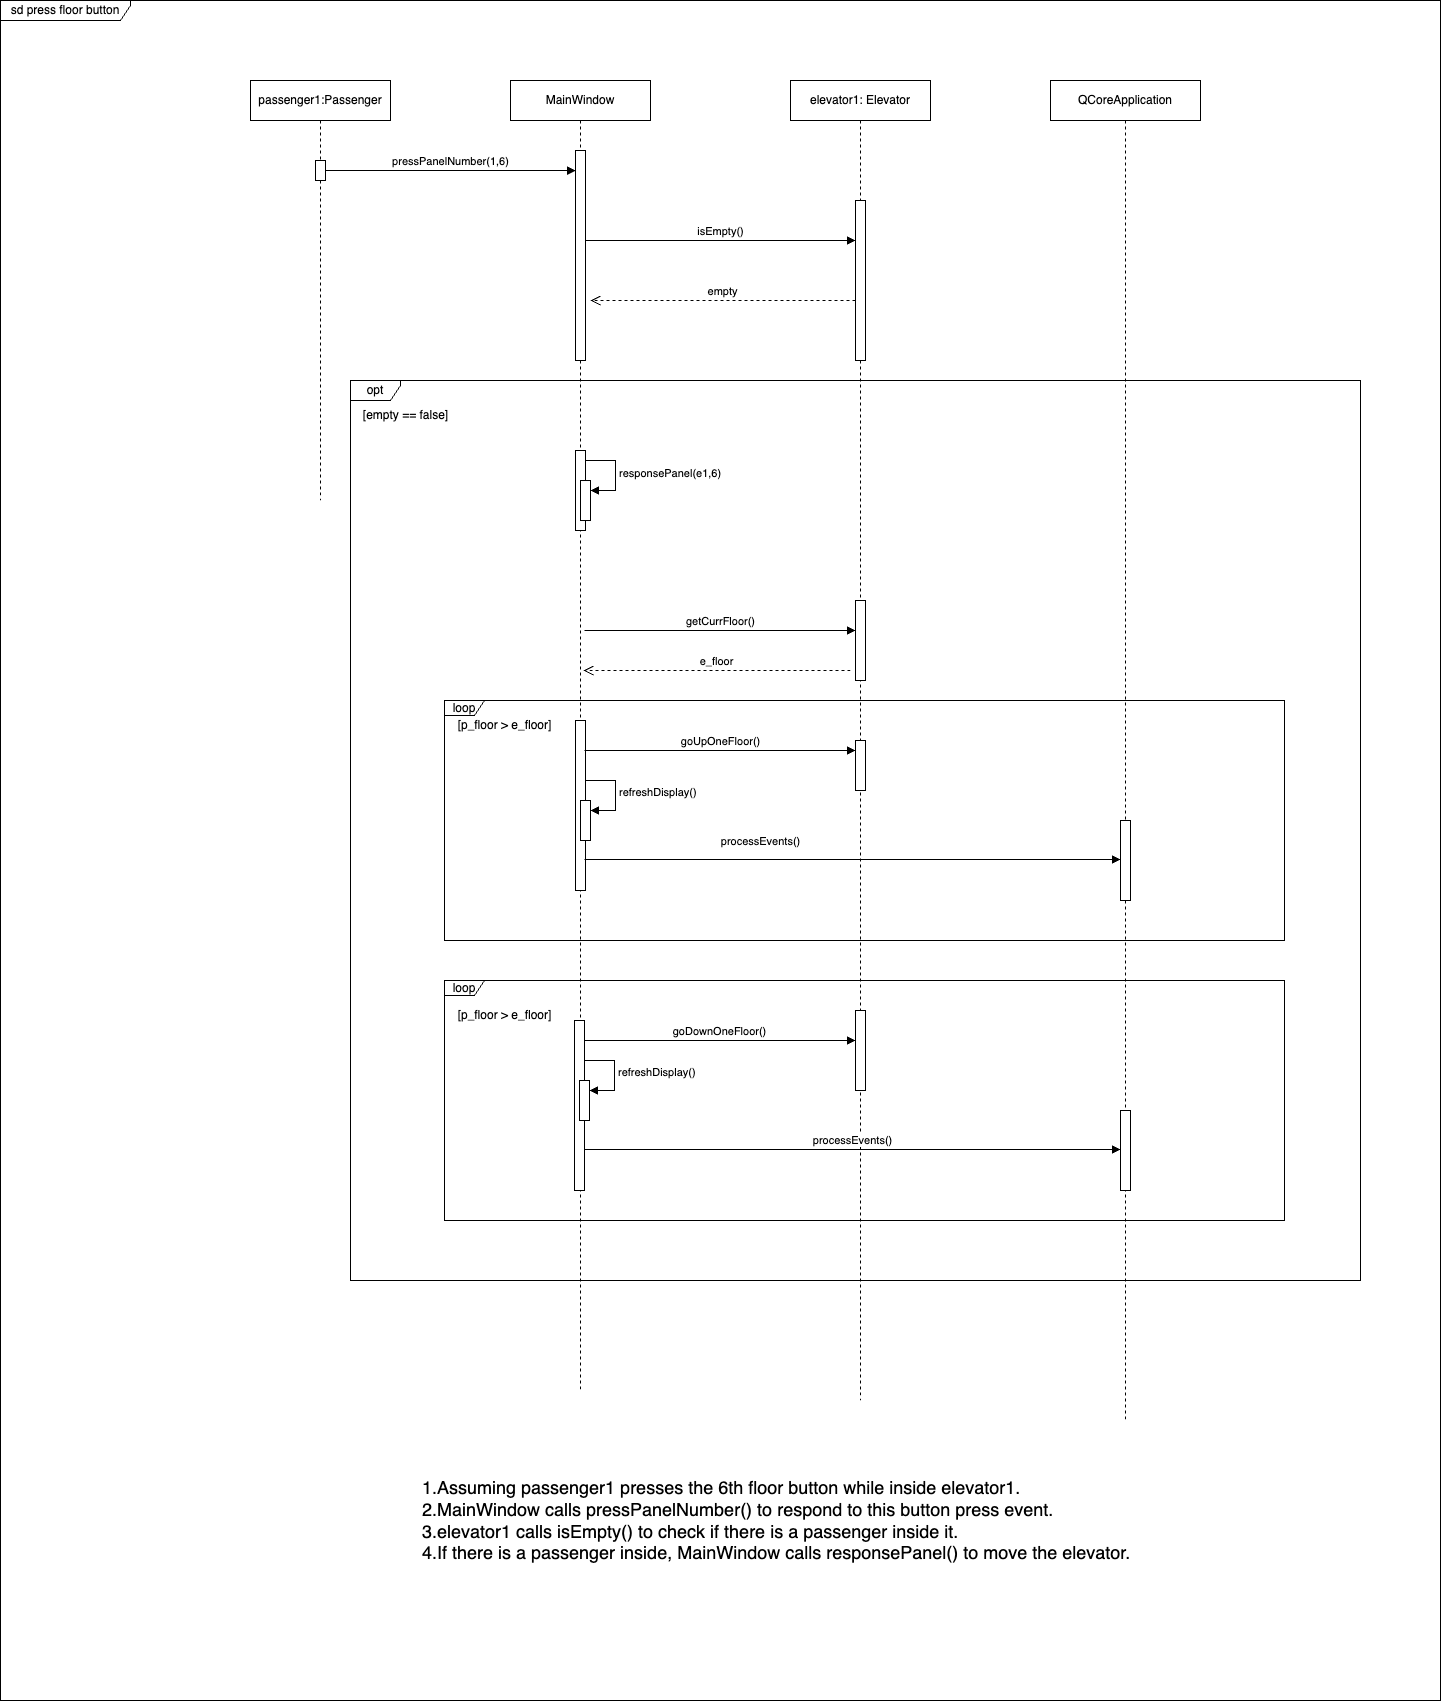 sd press floor button
passenger1:Passenger
MainWindow
elevator1: Elevator
QCoreApplication
pressPanelNumber(1,6)
isEmpty()
empty
opt
[empty == false]
responsePanel(e1,6)
getCurrFloor()
e_floor
loop
[p_floor > e_floor]
goUpOneFloor()
refreshDisplay()
processEvents()
loop
[p_floor > e_floor]
goDownOneFloor()
refreshDisplay()
processEvents()
1.Assuming passenger1 presses the 6th floor button while inside elevator1.
2.MainWindow calls pressPanelNumber() to respond to this button press event.
3.elevator1 calls isEmpty() to check if there is a passenger inside it.
4.If there is a passenger inside, MainWindow calls responsePanel() to move the elevator.